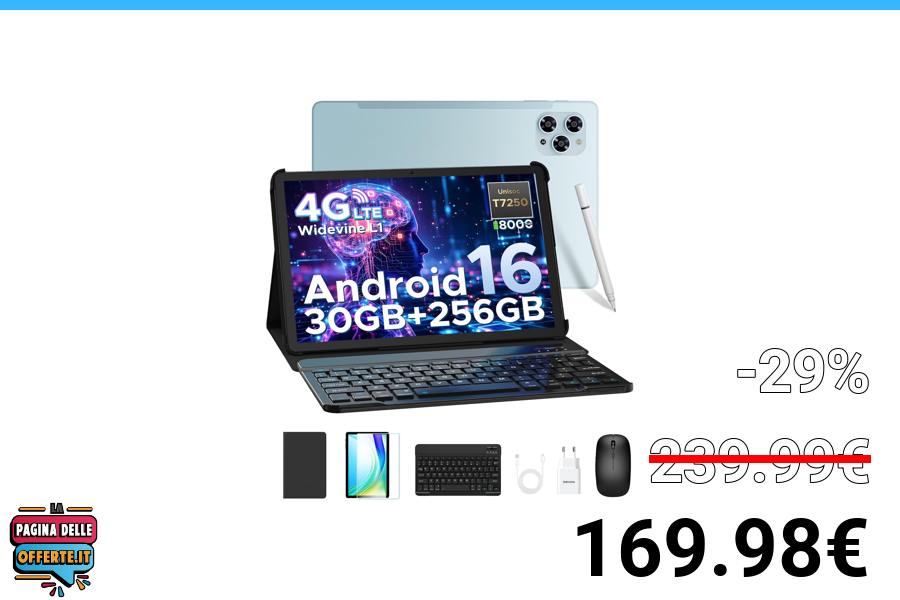 4G LTE
Widevine L1
Unisoc
T7250
8000
Android 16
30GB+256GB
-29%
239.99€
169.98€
LA
PAGINA DELLE
OFFERTE.IT